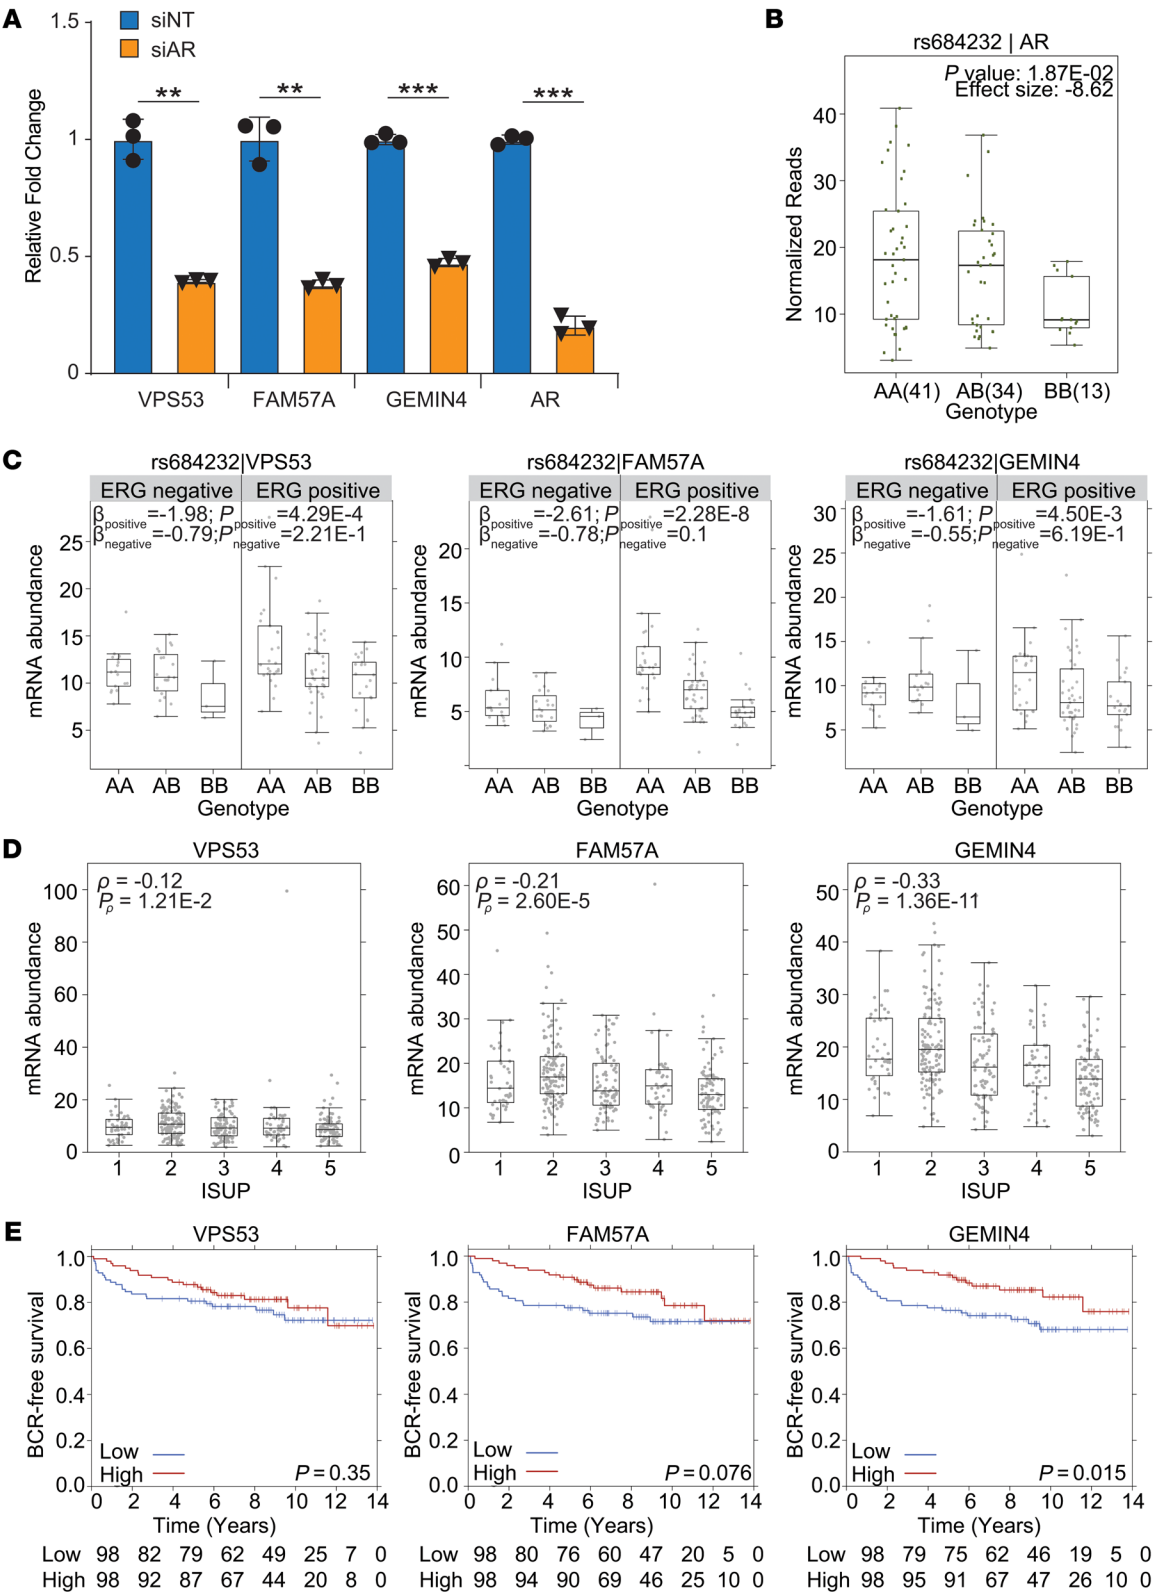 A
1.5
1
0.5
0
Relative Fold Change
siNT
siAR
**
**
***
***
VPS53 FAM57A GEMIN4 AR
B
rs684232 | AR
P value: 1.87E-02
Effect size: -8.62
40
30
20
10
Normalized Reads
AA(41) AB(34) BB(13)
Genotype
C
rs684232|VPS53
ERG negative ERG positive
βpositive=-1.98; Ppositive=4.29E-4
βnegative=-0.79;Pnegative=2.21E-1
25
20
15
10
5
mRNA abundance
AA AB BB AA AB BB
Genotype
rs684232|FAM57A
ERG negative ERG positive
βpositive=-2.61; Ppositive=2.28E-8
βnegative=-0.78;Pnegative=0.1
20
15
10
5
mRNA abundance
AA AB BB AA AB BB
Genotype
rs684232|GEMIN4
ERG negative ERG positive
βpositive=-1.61; Ppositive=4.50E-3
βnegative=-0.55;Pnegative=6.19E-1
30
25
20
15
10
5
mRNA abundance
AA AB BB AA AB BB
Genotype
D
VPS53
ρ = -0.12
Pρ = 1.21E-2
100
80
60
40
20
0
mRNA abundance
1 2 3 4 5
ISUP
FAM57A
ρ = -0.21
Pρ = 2.60E-5
60
50
40
30
20
10
0
mRNA abundance
1 2 3 4 5
ISUP
GEMIN4
ρ = -0.33
Pρ = 1.36E-11
50
40
30
20
10
0
mRNA abundance
1 2 3 4 5
ISUP
E
VPS53
1.0
0.8
0.6
0.4
0.2
0.0
BCR-free survival
Low
High
P = 0.35
0 2 4 6 8 10 12 14
Time (Years)
Low 98 82 79 62 49 25 7 0
High 98 92 87 67 44 20 8 0
FAM57A
1.0
0.8
0.6
0.4
0.2
0.0
BCR-free survival
Low
High
P = 0.076
0 2 4 6 8 10 12 14
Time (Years)
Low 98 80 76 60 47 20 5 0
High 98 94 90 69 46 25 10 0
GEMIN4
1.0
0.8
0.6
0.4
0.2
0.0
BCR-free survival
Low
High
P = 0.015
0 2 4 6 8 10 12 14
Time (Years)
Low 98 79 75 62 46 19 5 0
High 98 95 91 67 47 26 10 0